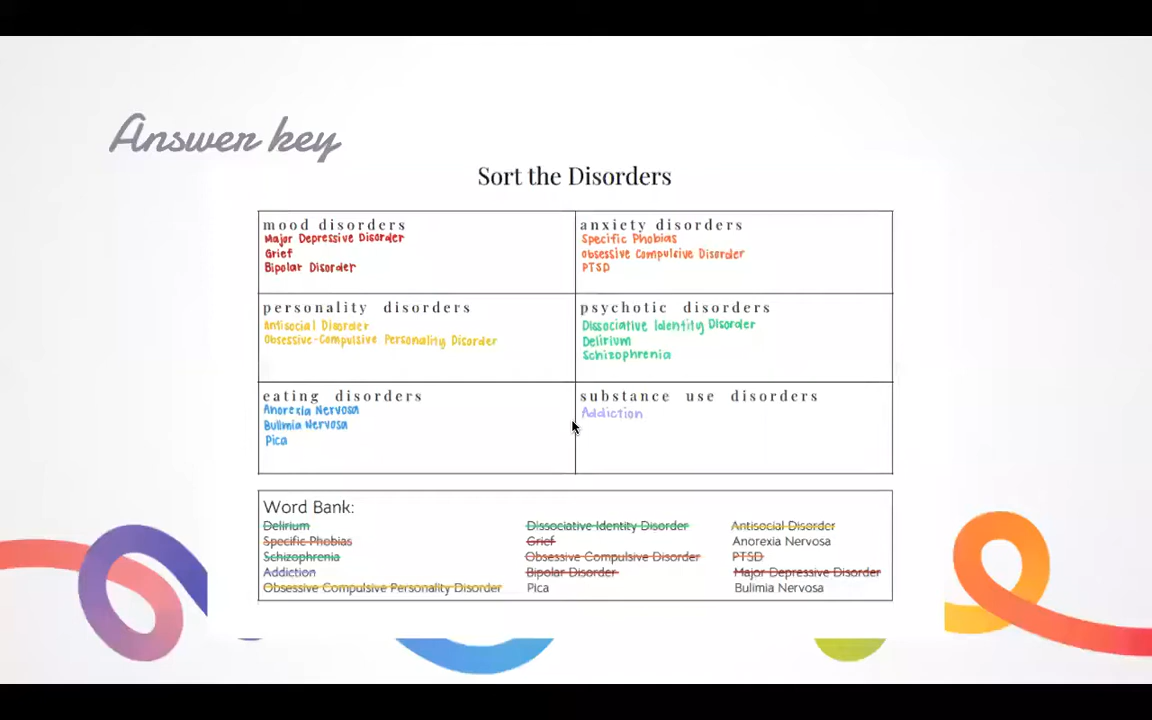 Answer key
Sort the Disorders
mood disorders
Major Depressive Disorder
Grief
Bipolar Disorder
anxiety disorders
Specific Phobias
Obsessive Compulsive Disorder
PTSD
personality disorders
Antisocial Disorder
Obsessive-Compulsive Personality Disorder
psychotic disorders
Dissociative Identity Disorder
Delirium
Schizophrenia
eating disorders
Anorexia Nervosa
Bulimia Nervosa
Pica
substance use disorders
Addiction
Word Bank:
Delirium Dissociative Identity Disorder Antisocial Disorder
Specific Phobias Grief Anorexia Nervosa
Schizophrenia Obsessive Compulsive Disorder PTSD
Addiction Bipolar Disorder Major Depressive Disorder
Obsessive Compulsive Personality Disorder Pica Bulimia Nervosa